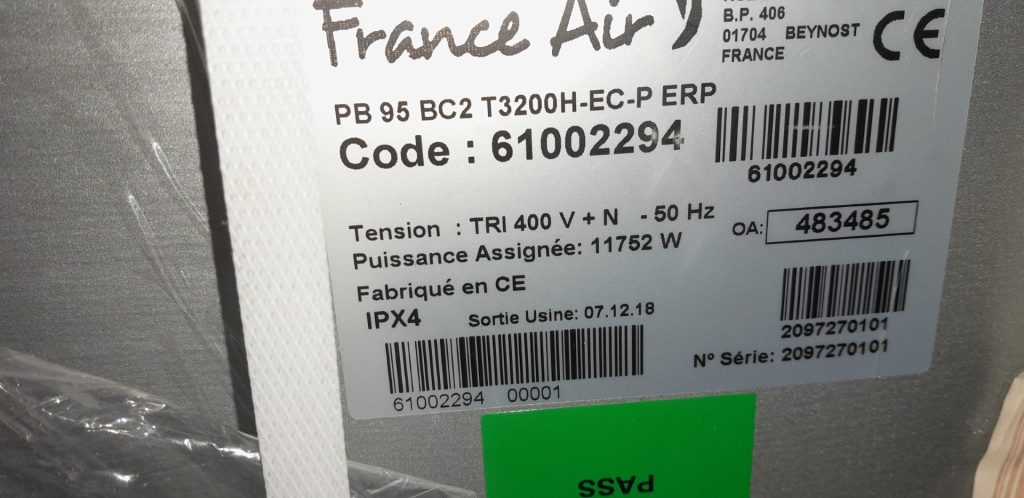 France Air
B.P. 406
01704 BEYNOST
FRANCE
CE
PB 95 BC2 T3200H-EC-P ERP
Code : 61002294
61002294
Tension : TRI 400 V + N - 50 Hz
Puissance Assignée: 11752 W
OA: 483485
Fabriqué en CE
IPX4 Sortie Usine: 07.12.18
2097270101
N° Série: 2097270101
61002294 00001
PASS